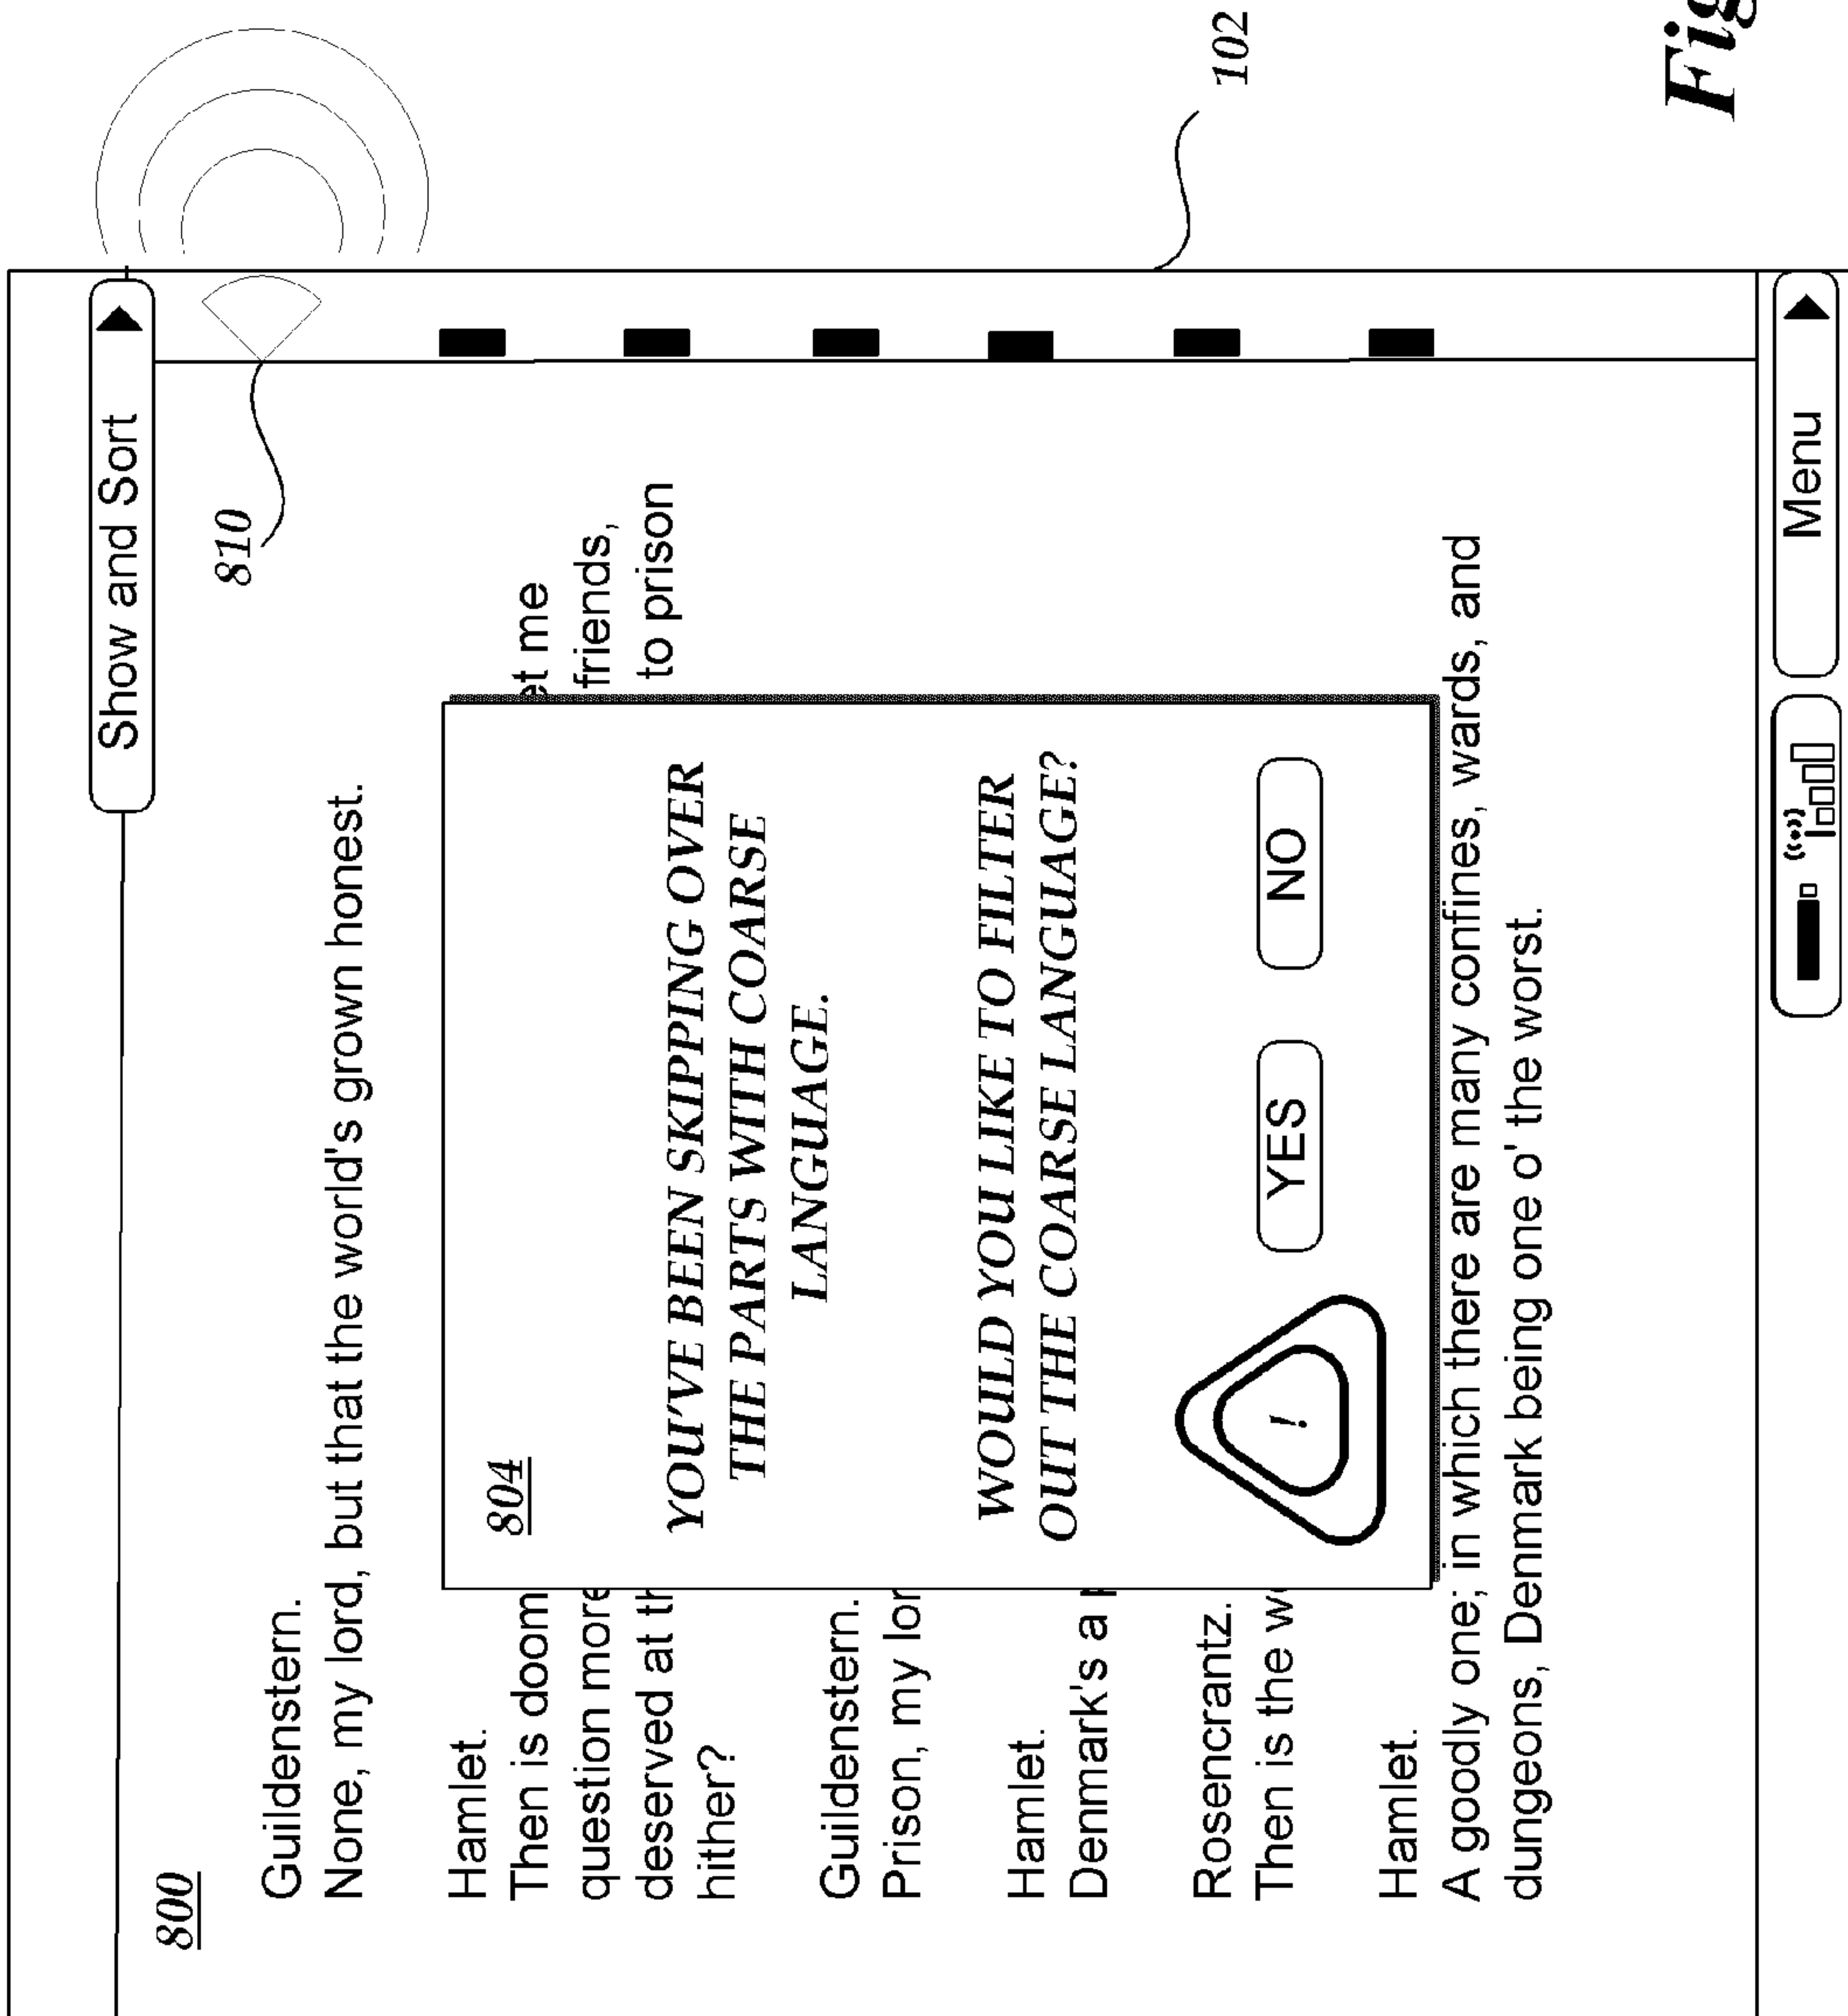 Show and Sort
800
810
Guildenstern.
None, my lord, but that the world's grown honest.
Hamlet.
Then is doom et me
question more friends,
deserved at th to prison
hither?
Guildenstern.
Prison, my lor
Hamlet.
Denmark's a p
Rosencrantz.
Then is the wo
Hamlet.
A goodly one; in which there are many confines, wards, and
dungeons, Denmark being one o' the worst.
804
YOU'VE BEEN SKIPPING OVER
THE PARTS WITH COARSE
LANGUAGE.
WOULD YOU LIKE TO FILTER
OUT THE COARSE LANGUAGE?
!
YES
NO
102
Menu
Fig